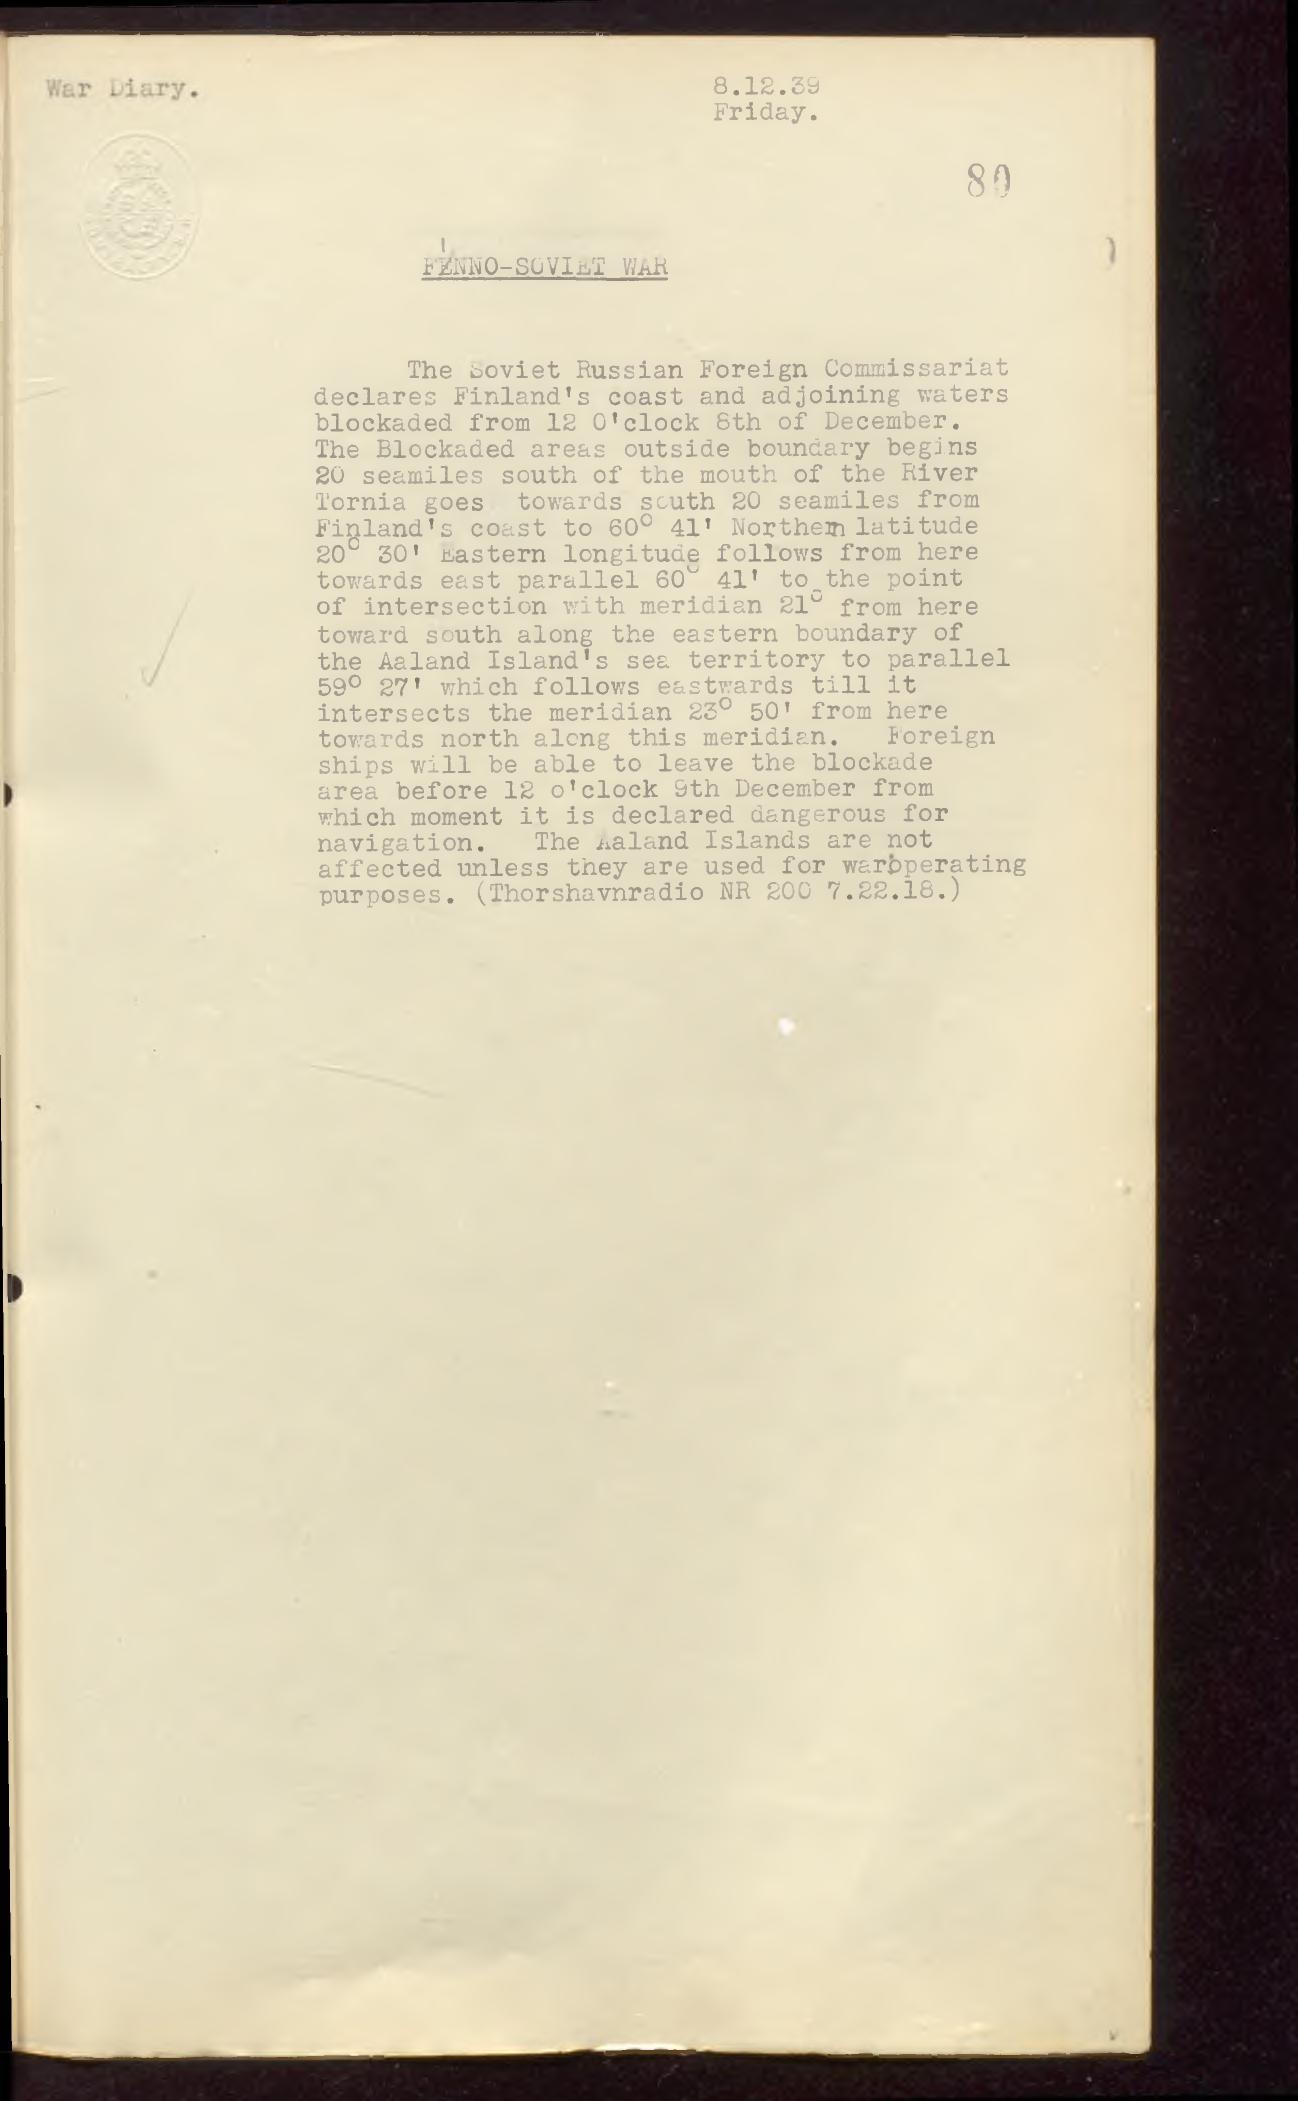 War Diary.
8.12.39
Friday.
80
FENNO-SOVIET WAR
The Soviet Russian Foreign Commissariat
declares Finland's coast and adjoining waters
blockaded from 12 O'clock 8th of December.
The Blockaded areas outside boundary begins
20 seamiles south of the mouth of the River
Tornia goes towards south 20 seamiles from
Finland's coast to 60° 41' Northern latitude
20° 30' Eastern longitude follows from here
towards east parallel 60° 41' to the point
of intersection with meridian 21° from here
toward south along the eastern boundary of
the Aaland Island's sea territory to parallel
59° 27' which follows eastwards till it
intersects the meridian 23° 50' from here
towards north along this meridian. Foreign
ships will be able to leave the blockade
area before 12 o'clock 9th December from
which moment it is declared dangerous for
navigation. The Aaland Islands are not
affected unless they are used for waroperating
purposes. (Thorshavnradio NR 200 7.22.18.)